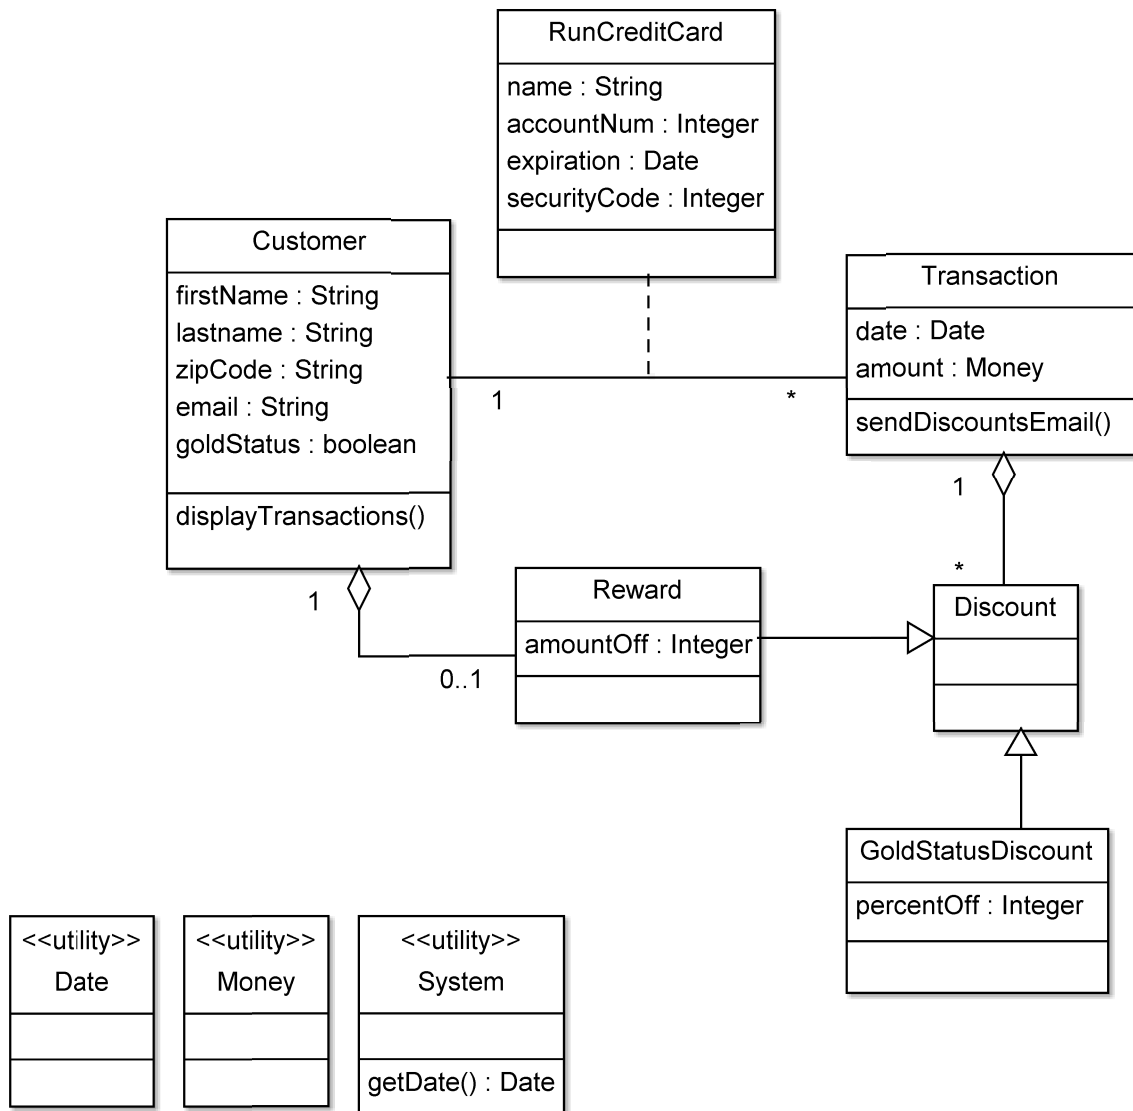 RunCreditCard
name : String
accountNum : Integer
expiration : Date
securityCode : Integer
Customer
firstName : String
lastname : String
zipCode : String
email : String
goldStatus : boolean
displayTransactions()
Transaction
date : Date
amount : Money
sendDiscountsEmail()
1
*
1
*
1
0..1
Reward
amountOff : Integer
Discount
GoldStatusDiscount
percentOff : Integer
<<utility>>
Date
<<utility>>
Money
<<utility>>
System
getDate() : Date